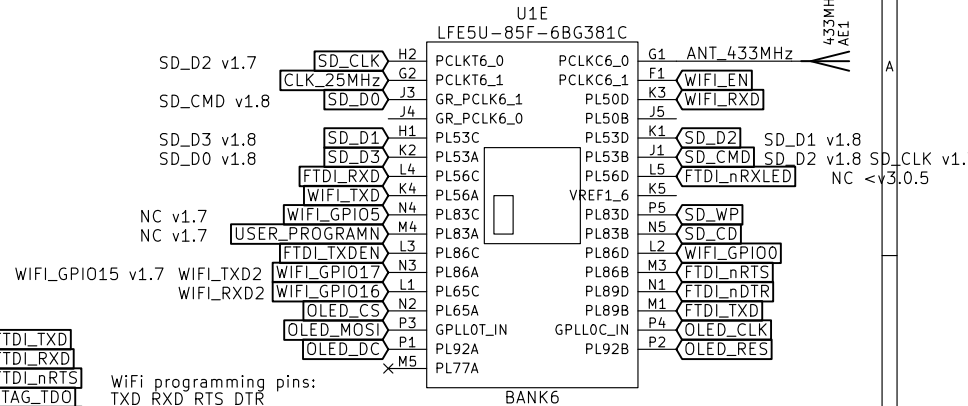 U1E
LFE5U-85F-6BG381C
433MH
AE1
A
SD_D2 v1.7 SD_CLK H2 PCLKT6_0 PCLKC6_0 G1 ANT_433MHz
CLK_25MHz G2 PCLKT6_1 PCLKC6_1 F1 WIFI_EN
SD_CMD v1.8 SD_D0 J3 GR_PCLK6_1 PL50D K3 WIFI_RXD
J4 GR_PCLK6_0 PL50B J5
SD_D3 v1.8 SD_D1 H1 PL53C PL53D K1 SD_D2 SD_D1 v1.8
SD_D0 v1.8 SD_D3 K2 PL53A PL53B J1 SD_CMD SD_D2 v1.8 SD_CLK v1.
FTDI_RXD L4 PL56C PL56D L5 FTDI_nRXLED NC <v3.0.5
WIFI_TXD K4 PL56A VREF1_6 K5
NC v1.7 WIFI_GPIO5 N4 PL83C PL83D P5 SD_WP
NC v1.7 USER_PROGRAMN M4 PL83A PL83B N5 SD_CD
FTDI_TXDEN L3 PL86C PL86D L2 WIFI_GPIO0
WIFI_GPIO15 v1.7 WIFI_TXD2 WIFI_GPIO17 N3 PL86A PL86B M3 FTDI_nRTS
WIFI_RXD2 WIFI_GPIO16 L1 PL65C PL89D N1 FTDI_nDTR
OLED_CS N2 PL65A PL89B M1 FTDI_TXD
OLED_MOSI P3 GPLL0T_IN GPLL0C_IN P4 OLED_CLK
OLED_DC P1 PL92A PL92B P2 OLED_RES
M5 PL77A
BANK6
FTDI_TXD
FTDI_RXD
FTDI_nRTS
JTAG_TDO
WiFi programming pins:
TXD RXD RTS DTR